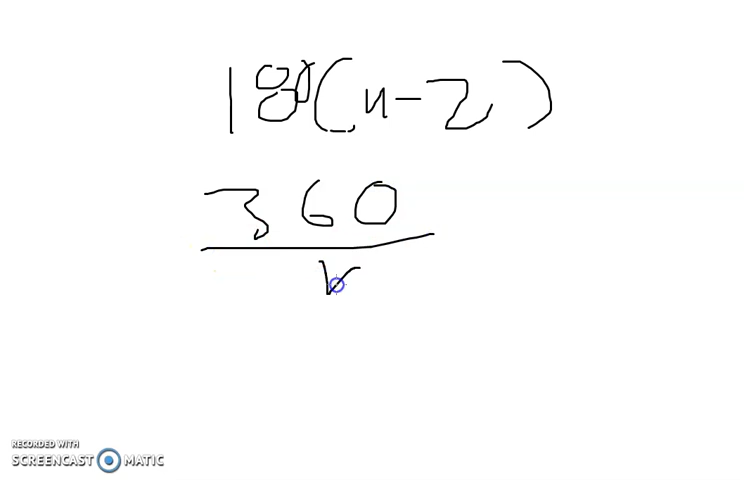 180(n-2)
360
n
RECORDED WITH
SCREENCAST MATIC